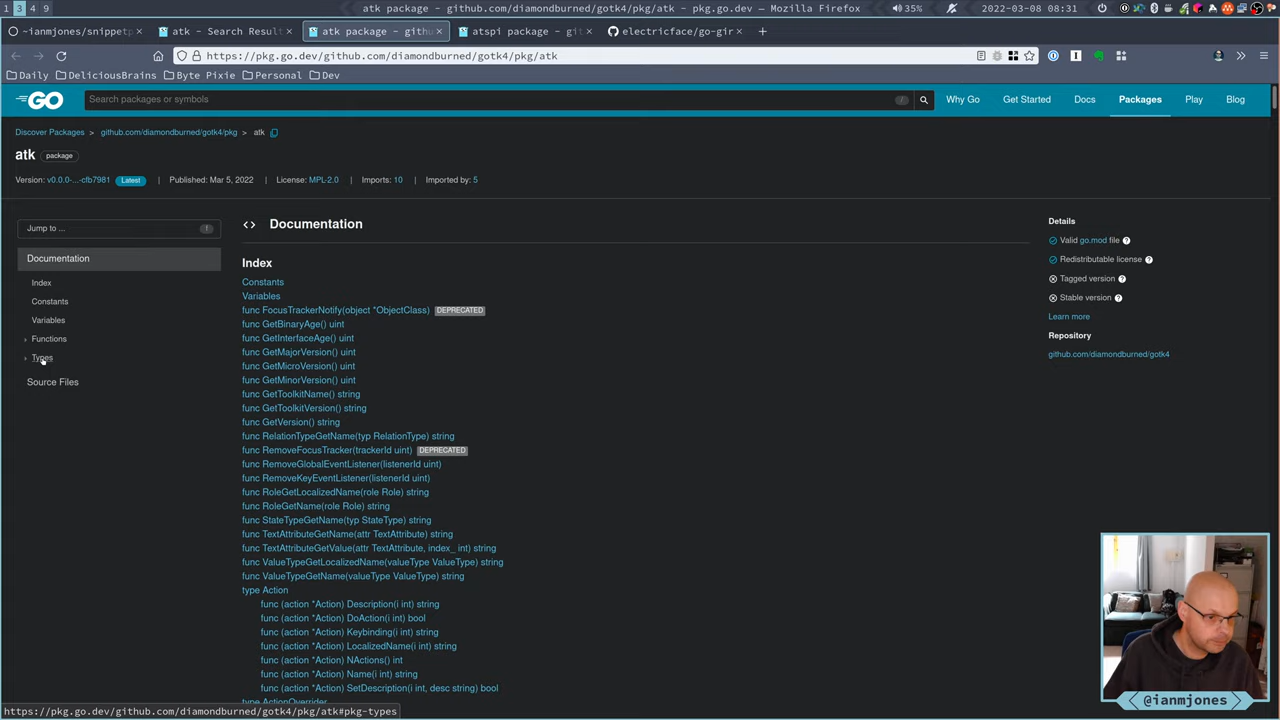 1 3 4 9
atk package - github.com/diamondburned/gotk4/pkg/atk - pkg.go.dev — Mozilla Firefox
35%
2022-03-08 08:31
~ianmjones/snippetp
atk - Search Result
atk package - githu
atspi package - git
electricface/go-gir
https://pkg.go.dev/github.com/diamondburned/gotk4/pkg/atk
Daily DeliciousBrains Byte Pixie Personal Dev
GO
Search packages or symbols
/
Why Go Get Started Docs Packages Play Blog
Discover Packages > github.com/diamondburned/gotk4/pkg > atk
atk package
Version: v0.0.0-...-cfb7981 Latest | Published: Mar 5, 2022 | License: MPL-2.0 | Imports: 10 | Imported by: 5
Jump to ...
f
Documentation
Index
Constants
Variables
Functions
Types
Source Files
<> Documentation
Index
Constants
Variables
func FocusTrackerNotify(object *ObjectClass) DEPRECATED
func GetBinaryAge() uint
func GetInterfaceAge() uint
func GetMajorVersion() uint
func GetMicroVersion() uint
func GetMinorVersion() uint
func GetToolkitName() string
func GetToolkitVersion() string
func GetVersion() string
func RelationTypeGetName(typ RelationType) string
func RemoveFocusTracker(trackerId uint) DEPRECATED
func RemoveGlobalEventListener(listenerId uint)
func RemoveKeyEventListener(listenerId uint)
func RoleGetLocalizedName(role Role) string
func RoleGetName(role Role) string
func StateTypeGetName(typ StateType) string
func TextAttributeGetName(attr TextAttribute) string
func TextAttributeGetValue(attr TextAttribute, index_ int) string
func ValueTypeGetLocalizedName(valueType ValueType) string
func ValueTypeGetName(valueType ValueType) string
type Action
func (action *Action) Description(i int) string
func (action *Action) DoAction(i int) bool
func (action *Action) Keybinding(i int) string
func (action *Action) LocalizedName(i int) string
func (action *Action) NActions() int
func (action *Action) Name(i int) string
func (action *Action) SetDescription(i int, desc string) bool
type ActionOverrider
Details
Valid go.mod file
Redistributable license
Tagged version
Stable version
Learn more
Repository
github.com/diamondburned/gotk4
https://pkg.go.dev/github.com/diamondburned/gotk4/pkg/atk#pkg-types
@ianmjones